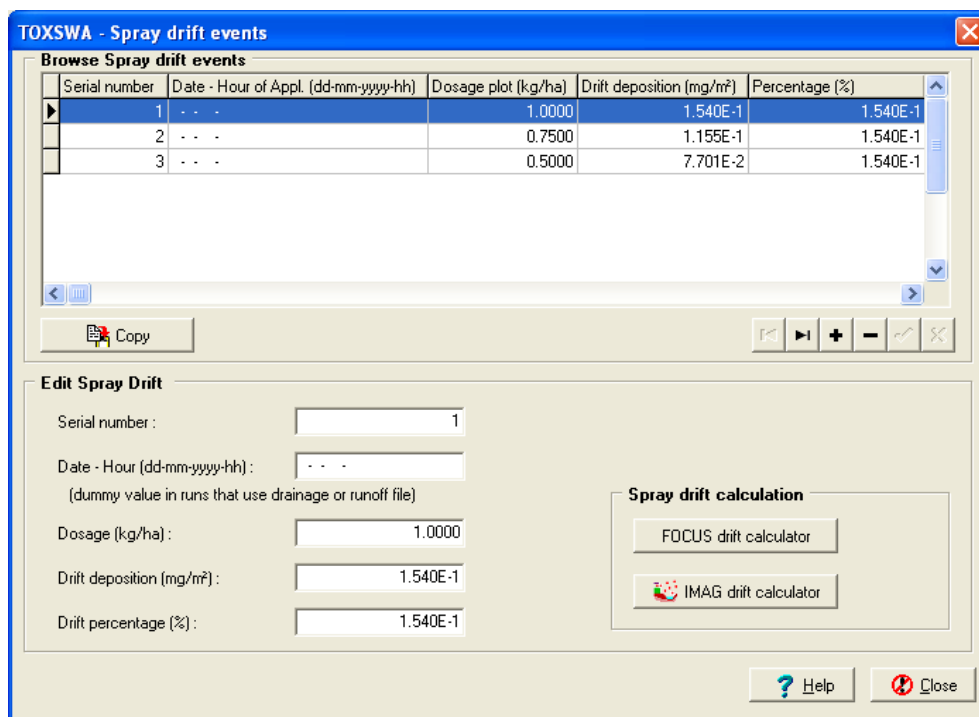 TOXSWA - Spray drift events
Browse Spray drift events
Serial number Date - Hour of Appl. (dd-mm-yyyy-hh) Dosage plot (kg/ha) Drift deposition (mg/m²) Percentage (%)
1 - - - 1.0000 1.540E-1 1.540E-1
2 - - - 0.7500 1.155E-1 1.540E-1
3 - - - 0.5000 7.701E-2 1.540E-1
Copy
Edit Spray Drift
Serial number : 1
Date - Hour (dd-mm-yyyy-hh) : - - -
(dummy value in runs that use drainage or runoff file)
Dosage (kg/ha) : 1.0000
Drift deposition (mg/m²) : 1.540E-1
Drift percentage (%) : 1.540E-1
Spray drift calculation
FOCUS drift calculator
IMAG drift calculator
Help
Close